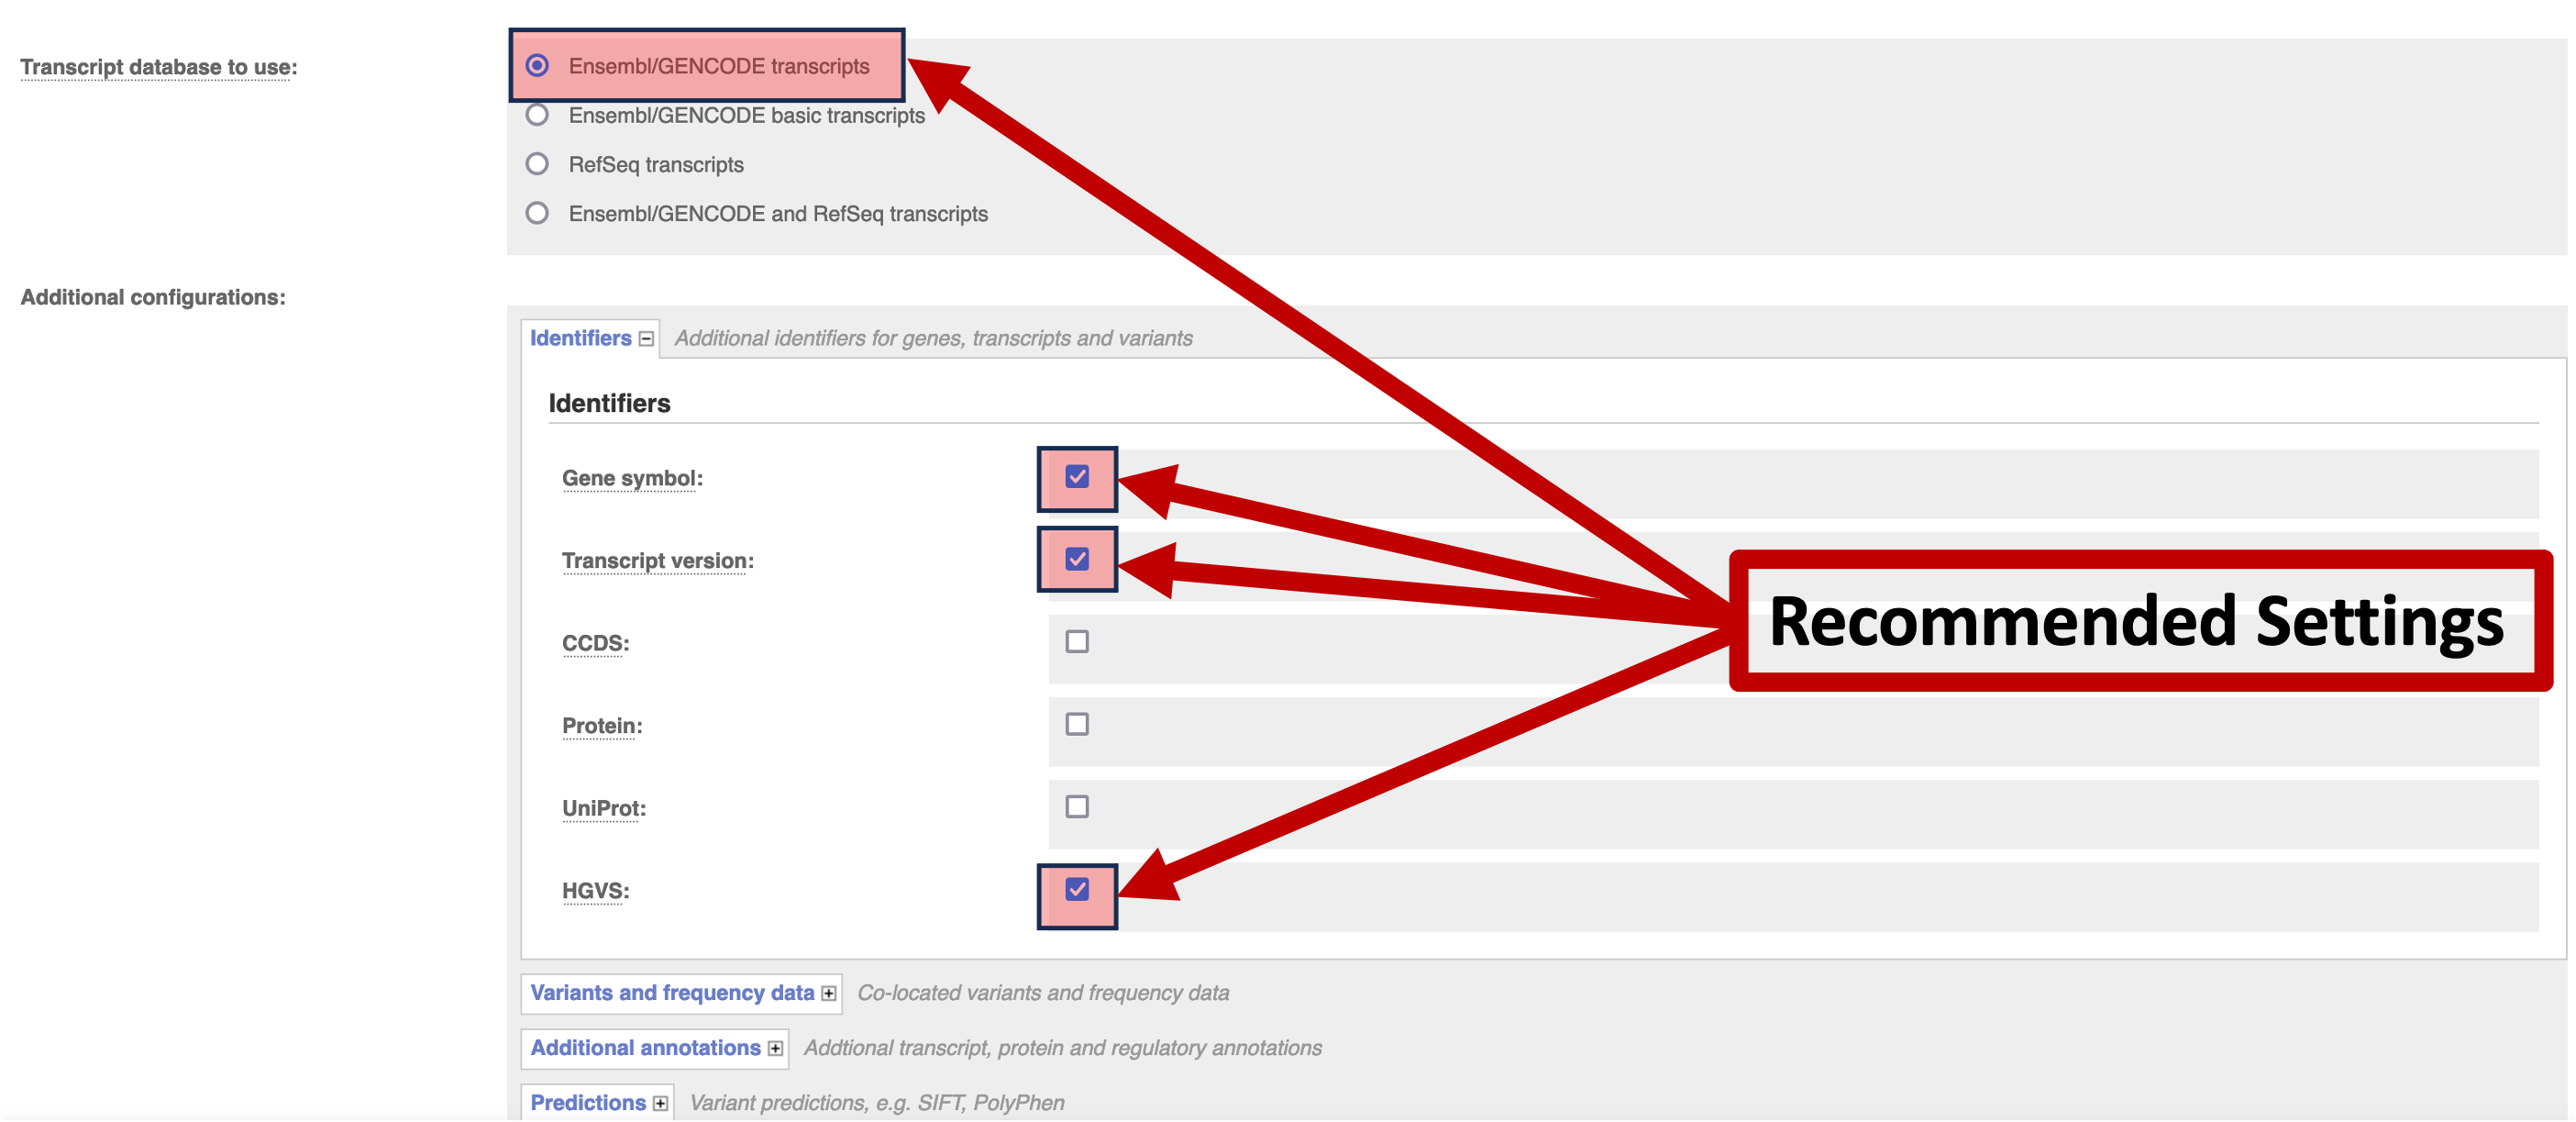 Transcript database to use:
Ensembl/GENCODE transcripts
Ensembl/GENCODE basic transcripts
RefSeq transcripts
Ensembl/GENCODE and RefSeq transcripts
Additional configurations:
Identifiers Additional identifiers for genes, transcripts and variants
Identifiers
Gene symbol:
Transcript version:
CCDS:
Protein:
UniProt:
HGVS:
Recommended Settings
Variants and frequency data Co-located variants and frequency data
Additional annotations Addtional transcript, protein and regulatory annotations
Predictions Variant predictions, e.g. SIFT, PolyPhen